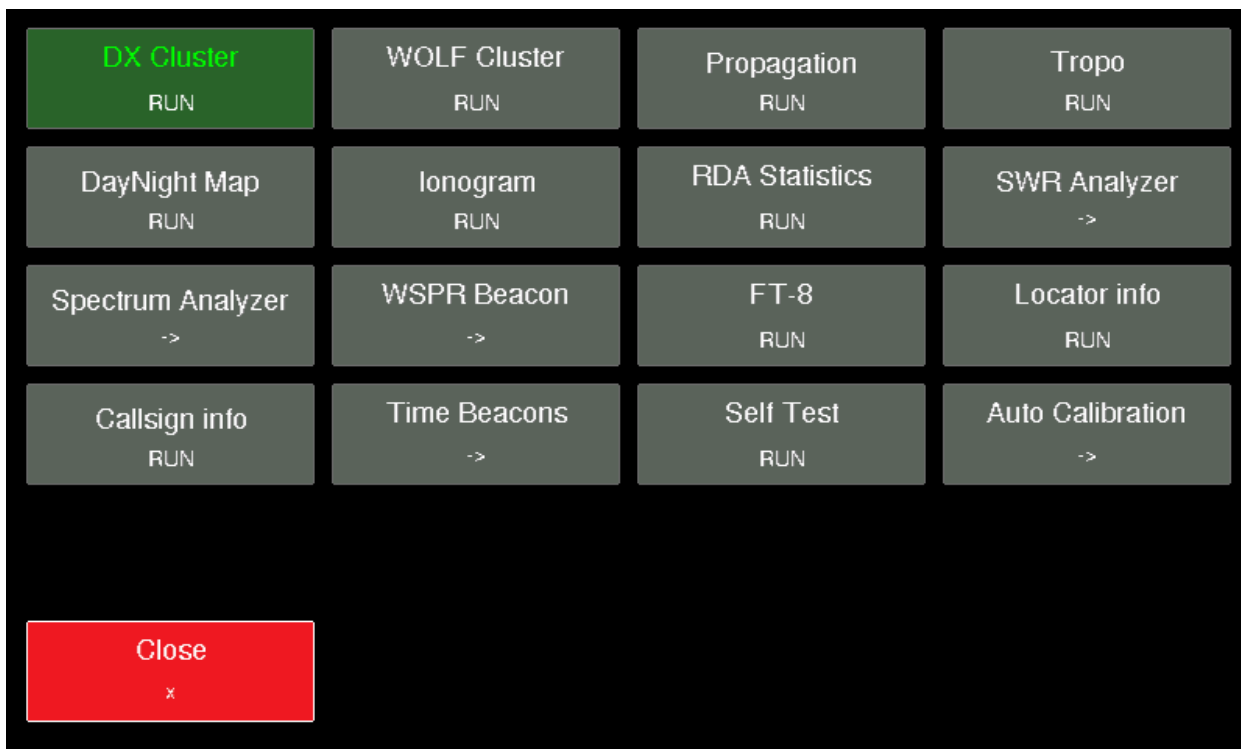 DX Cluster
RUN
WOLF Cluster
RUN
Propagation
RUN
Tropo
RUN
DayNight Map
RUN
Ionogram
RUN
RDA Statistics
RUN
SWR Analyzer
->
Spectrum Analyzer
->
WSPR Beacon
->
FT-8
RUN
Locator info
RUN
Callsign info
RUN
Time Beacons
->
Self Test
RUN
Auto Calibration
->
Close
x